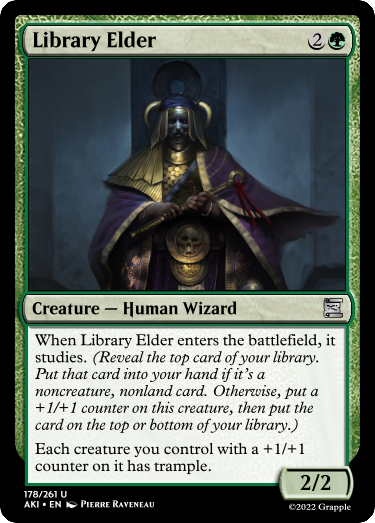 Library Elder 2
Creature — Human Wizard
When Library Elder enters the battlefield, it
studies. (Reveal the top card of your library.
Put that card into your hand if it's a
noncreature, nonland card. Otherwise, put a
+1/+1 counter on this creature, then put the
card on the top or bottom of your library.)
Each creature you control with a +1/+1
counter on it has trample.
2/2
178/261 U
AKI • EN Pierre Raveneau
©2022 Grapple